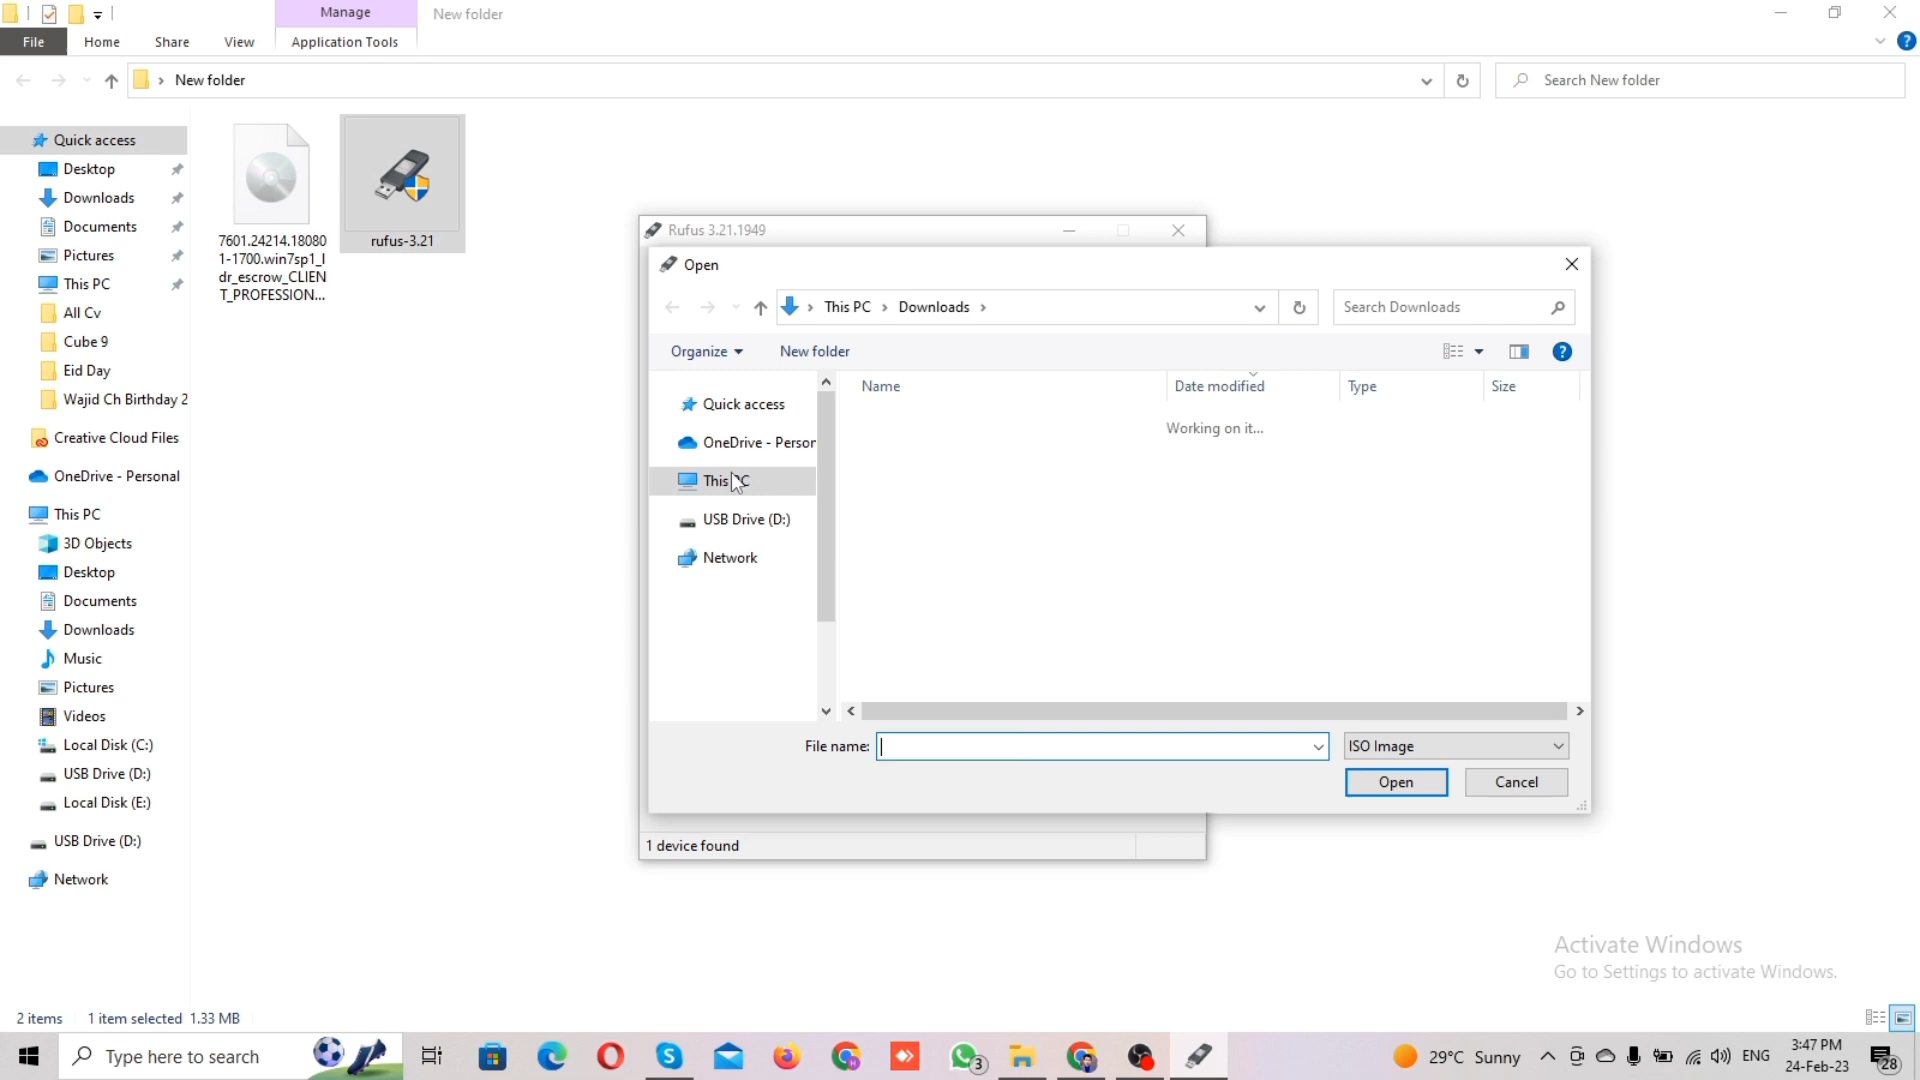 Manage
New folder
File
Home
Share
View
Application Tools
New folder
Search New folder
Quick access
Desktop
Downloads
Documents
Pictures
This PC
All Cv
Cube 9
Eid Day
Wajid Ch Birthday 2
Creative Cloud Files
OneDrive - Personal
This PC
3D Objects
Desktop
Documents
Downloads
Music
Pictures
Videos
Local Disk (C:)
USB Drive (D:)
Local Disk (E:)
USB Drive (D:)
Network
7601.24214.18080
1-1700.win7sp1_l
dr_escrow_CLIEN
T_PROFESSION...
rufus-3.21
Rufus 3.21.1949
Open
This PC
Downloads
Search Downloads
Organize
New folder
Name
Date modified
Type
Size
Quick access
OneDrive - Person
This PC
USB Drive (D:)
Network
Working on it...
File name:
ISO Image
Open
Cancel
1 device found
Activate Windows
Go to Settings to activate Windows.
2 items
1 item selected 1.33 MB
Type here to search
3
29°C Sunny
ENG
3:47 PM
24-Feb-23
28